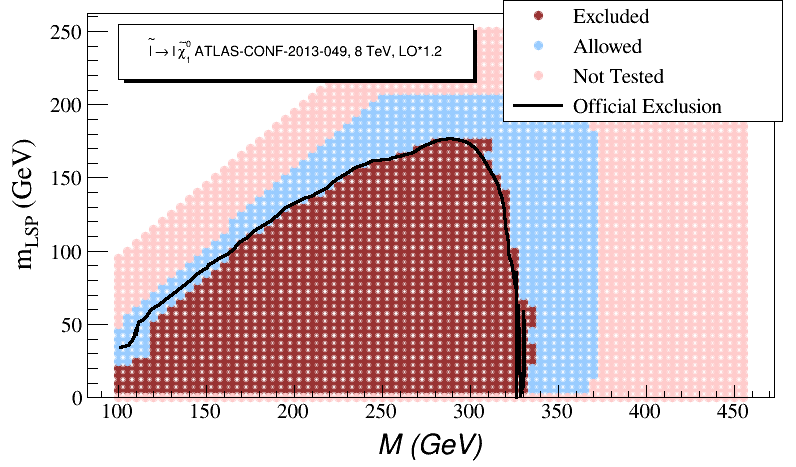 250
200
150
100
50
0
m_LSP (GeV)
l̃ → l χ̃⁰₁ ATLAS-CONF-2013-049, 8 TeV, LO*1.2
Excluded
Allowed
Not Tested
Official Exclusion
100 150 200 250 300 350 400 450
M (GeV)